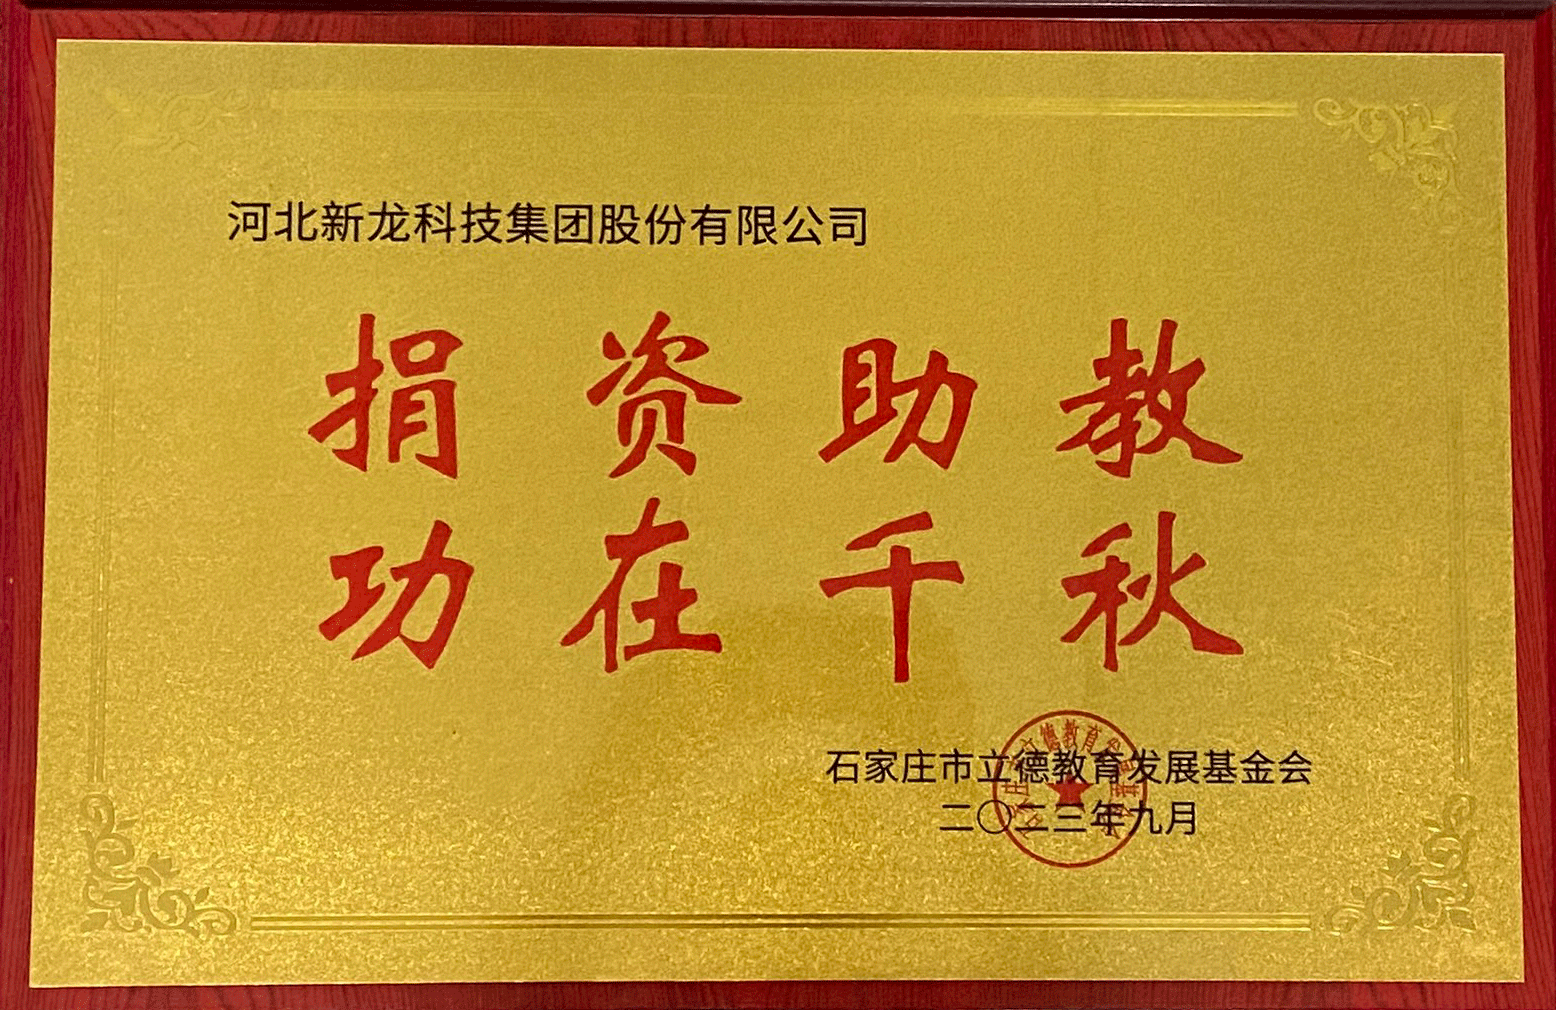 河北新龙科技集团股份有限公司
捐资助教
功在千秋
石家庄市立德教育发展基金会
二〇二三年九月